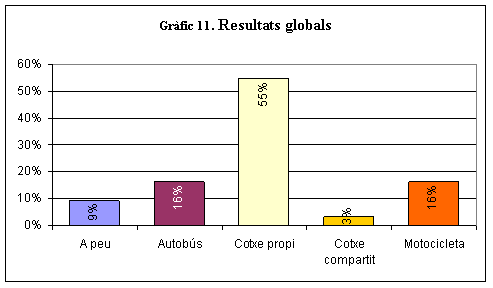 Gràfic 11. Resultats globals
60%
50%
40%
30%
20%
10%
0%
9%
16%
55%
3%
16%
A peu
Autobús
Cotxe propi
Cotxe
compartit
Motocicleta